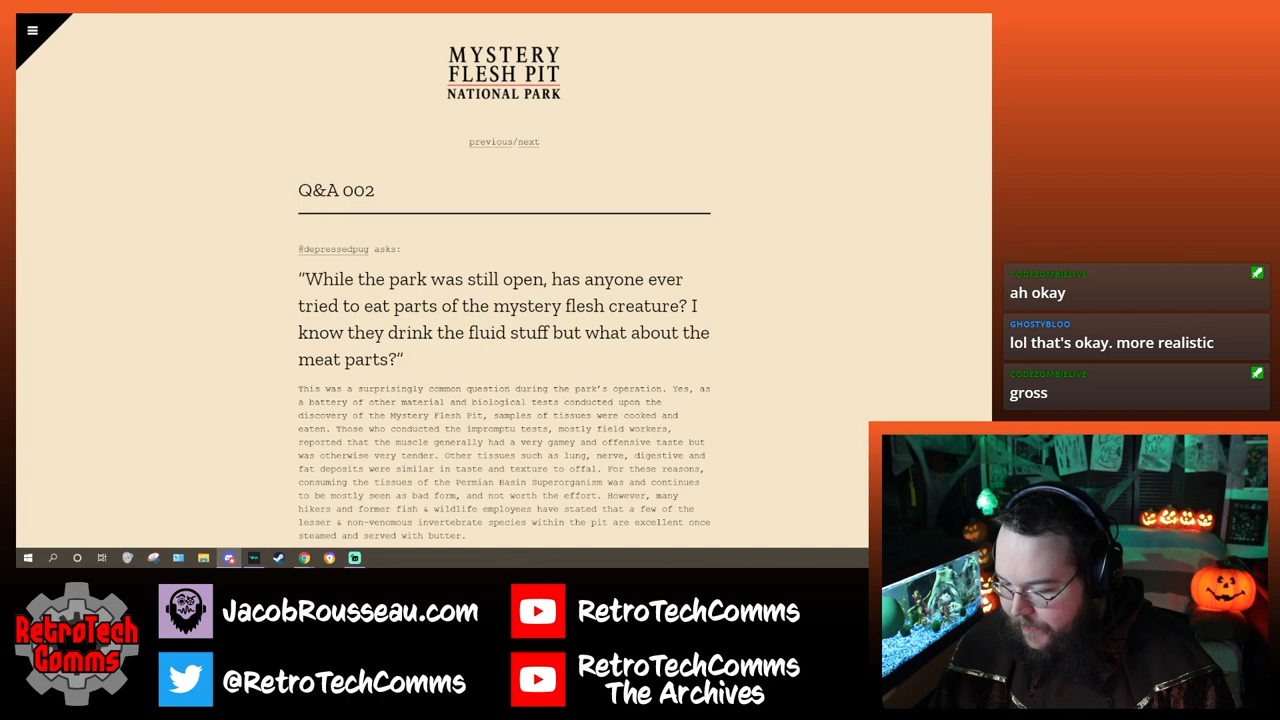 MYSTERY
FLESH PIT
NATIONAL PARK
previous/next
Q&A 002
@depressedpug asks:
"While the park was still open, has anyone ever
tried to eat parts of the mystery flesh creature? I
know they drink the fluid stuff but what about the
meat parts?"
This was a surprisingly common question during the park's operation. Yes, as
a battery of other material and biological tests conducted upon the
discovery of the Mystery Flesh Pit, samples of tissues were cooked and
eaten. Those who conducted the impromptu tests, mostly field workers,
reported that the muscle generally had a very gamey and offensive taste but
was otherwise very tender. Other tissues such as lung, nerve, digestive and
fat deposits were similar in taste and texture to offal. For these reasons,
consuming the tissues of the Permian Basin Superorganism was and continues
to be mostly seen as bad form, and not worth the effort. However, many
hikers and former fish & wildlife employees have stated that a few of the
lesser & non-venomous invertebrate species within the pit are excellent once
steamed and served with butter.
CODEZOMBIELIVE
ah okay
GHOSTYBLOO
lol that's okay. more realistic
CODEZOMBIELIVE
gross
RetroTech
Comms
JacobRousseau.com
@RetroTechComms
RetroTechComms
RetroTechComms
The Archives